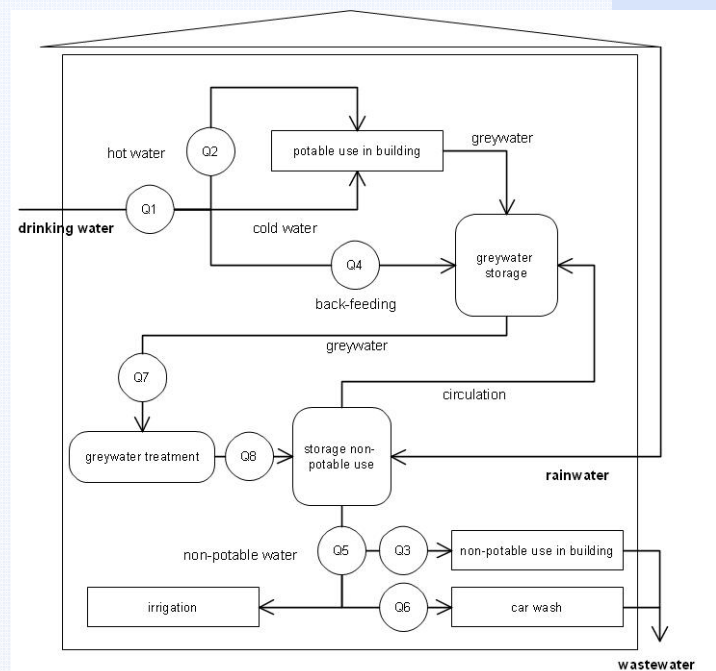 greywater
hot water
Q2
potable use in building
Q1
drinking water
cold water
greywater
storage
Q4
back-feeding
greywater
Q7
circulation
greywater treatment
Q8
storage non-
potable use
rainwater
non-potable water
Q5
Q3
non-potable use in building
irrigation
Q6
car wash
wastewater